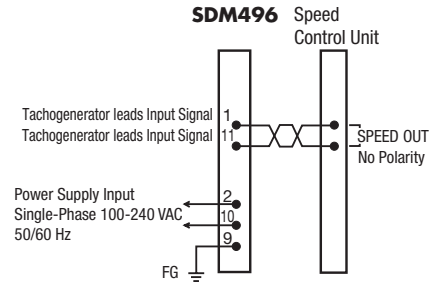 SDM496 Speed
Control Unit
Tachogenerator leads Input Signal 1
Tachogenerator leads Input Signal 11
SPEED OUT
No Polarity
Power Supply Input
Single-Phase 100-240 VAC
50/60 Hz
2
10
9
FG